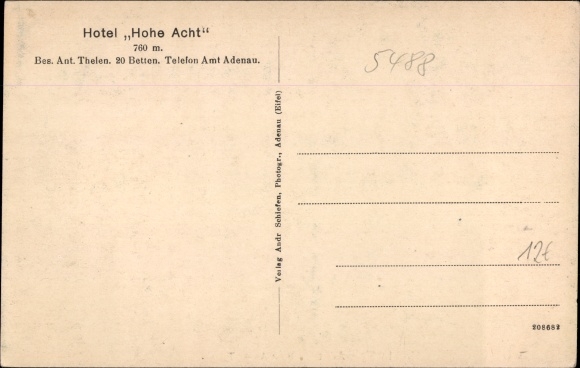 Hotel „Hohe Acht“
760 m.
Bes. Ant. Thelen. 20 Betten. Telefon Amt Adenau.
5488
Verlag Andr Schlefen, Photogr., Adenau (Eifel)
12€
208682